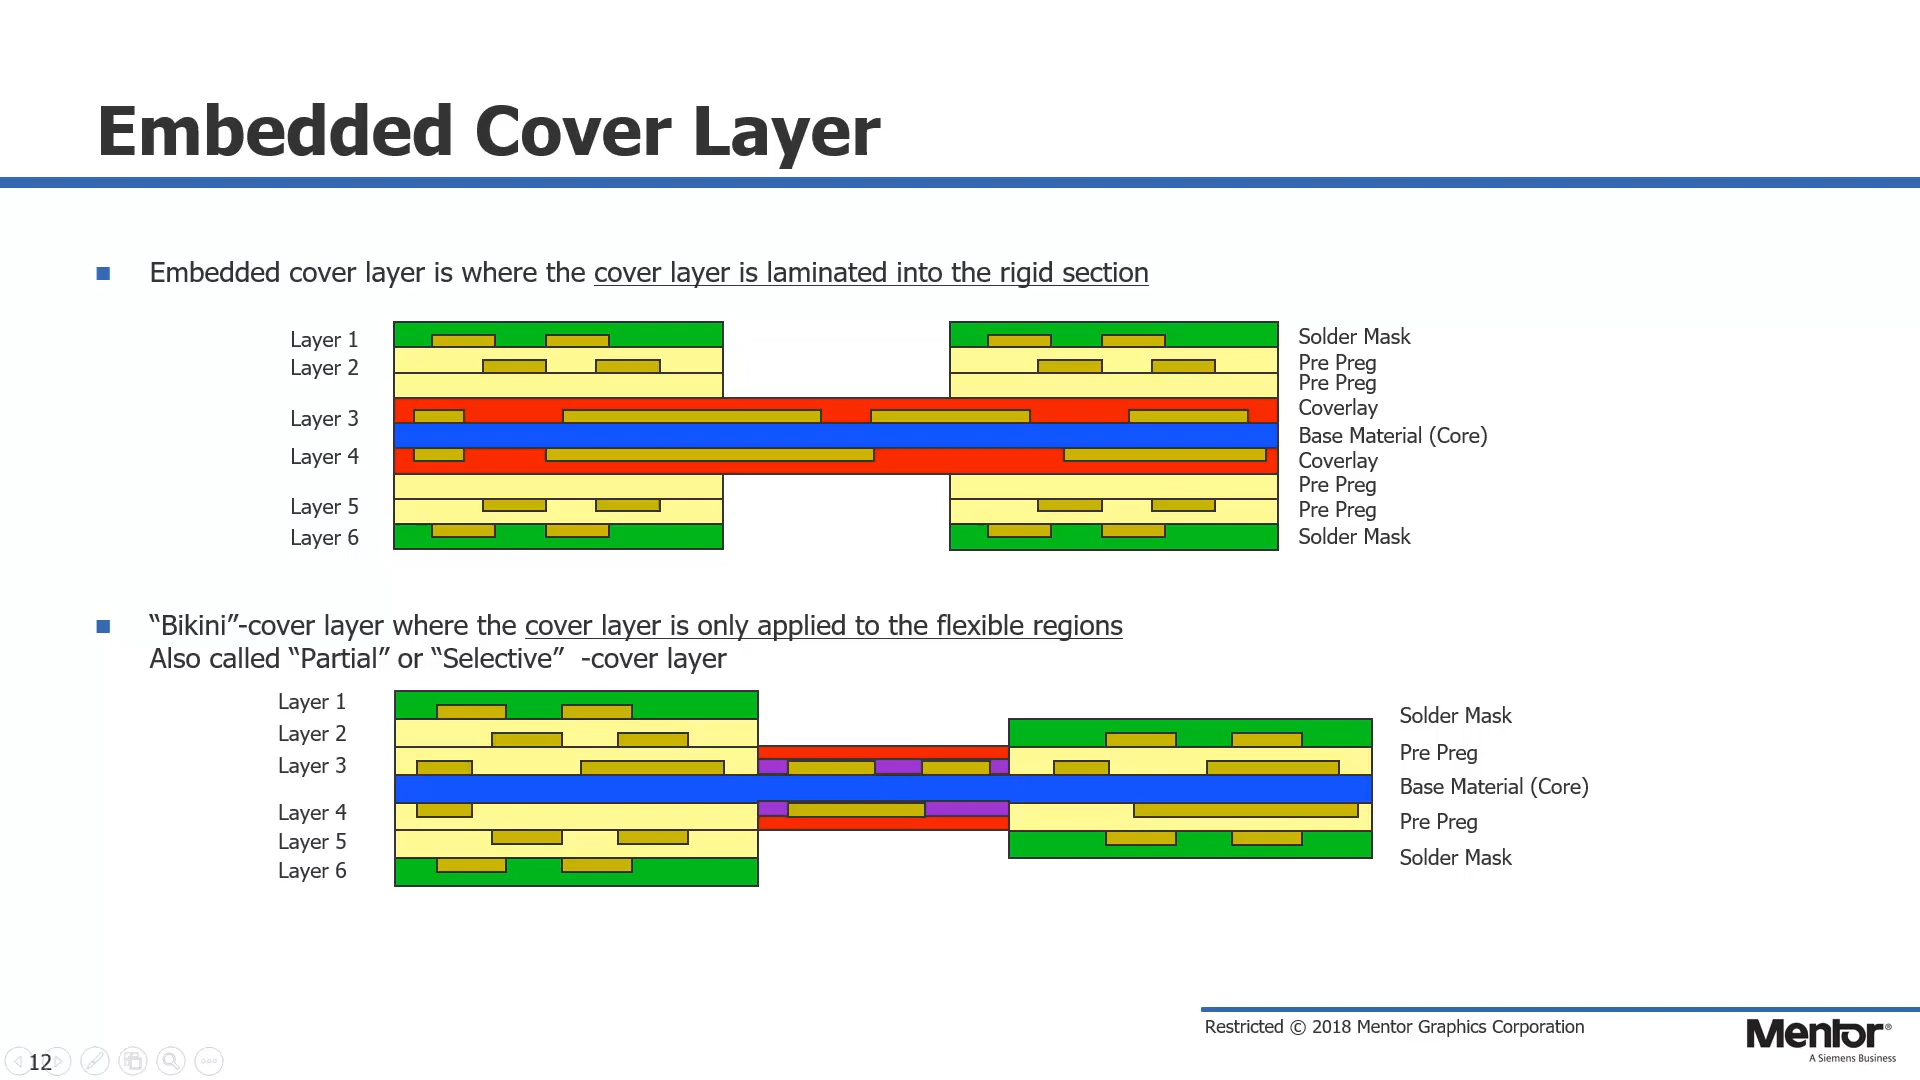 Embedded Cover Layer
Embedded cover layer is where the cover layer is laminated into the rigid section
Layer 1
Layer 2
Layer 3
Layer 4
Layer 5
Layer 6
Solder Mask
Pre Preg
Pre Preg
Coverlay
Base Material (Core)
Coverlay
Pre Preg
Pre Preg
Solder Mask
“Bikini”-cover layer where the cover layer is only applied to the flexible regions
Also called “Partial” or “Selective” -cover layer
Layer 1
Layer 2
Layer 3
Layer 4
Layer 5
Layer 6
Solder Mask
Pre Preg
Base Material (Core)
Pre Preg
Solder Mask
Restricted © 2018 Mentor Graphics Corporation
Mentor®
A Siemens Business
12